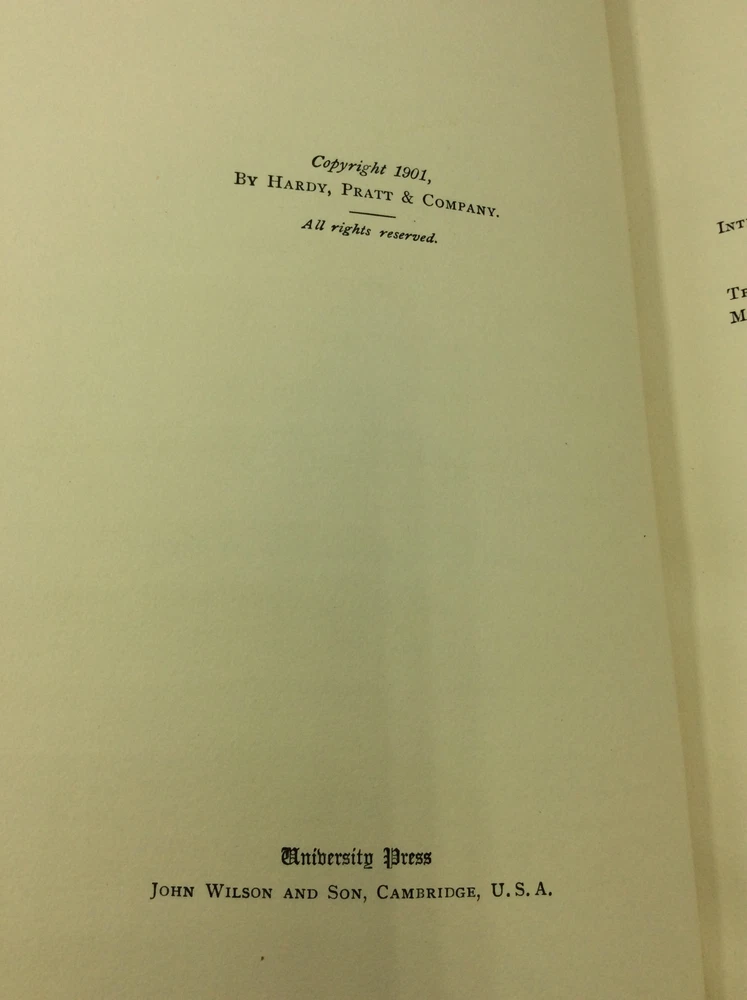 Copyright 1901,
BY HARDY, PRATT & COMPANY.
All rights reserved.
University Press
JOHN WILSON AND SON, CAMBRIDGE, U. S. A.